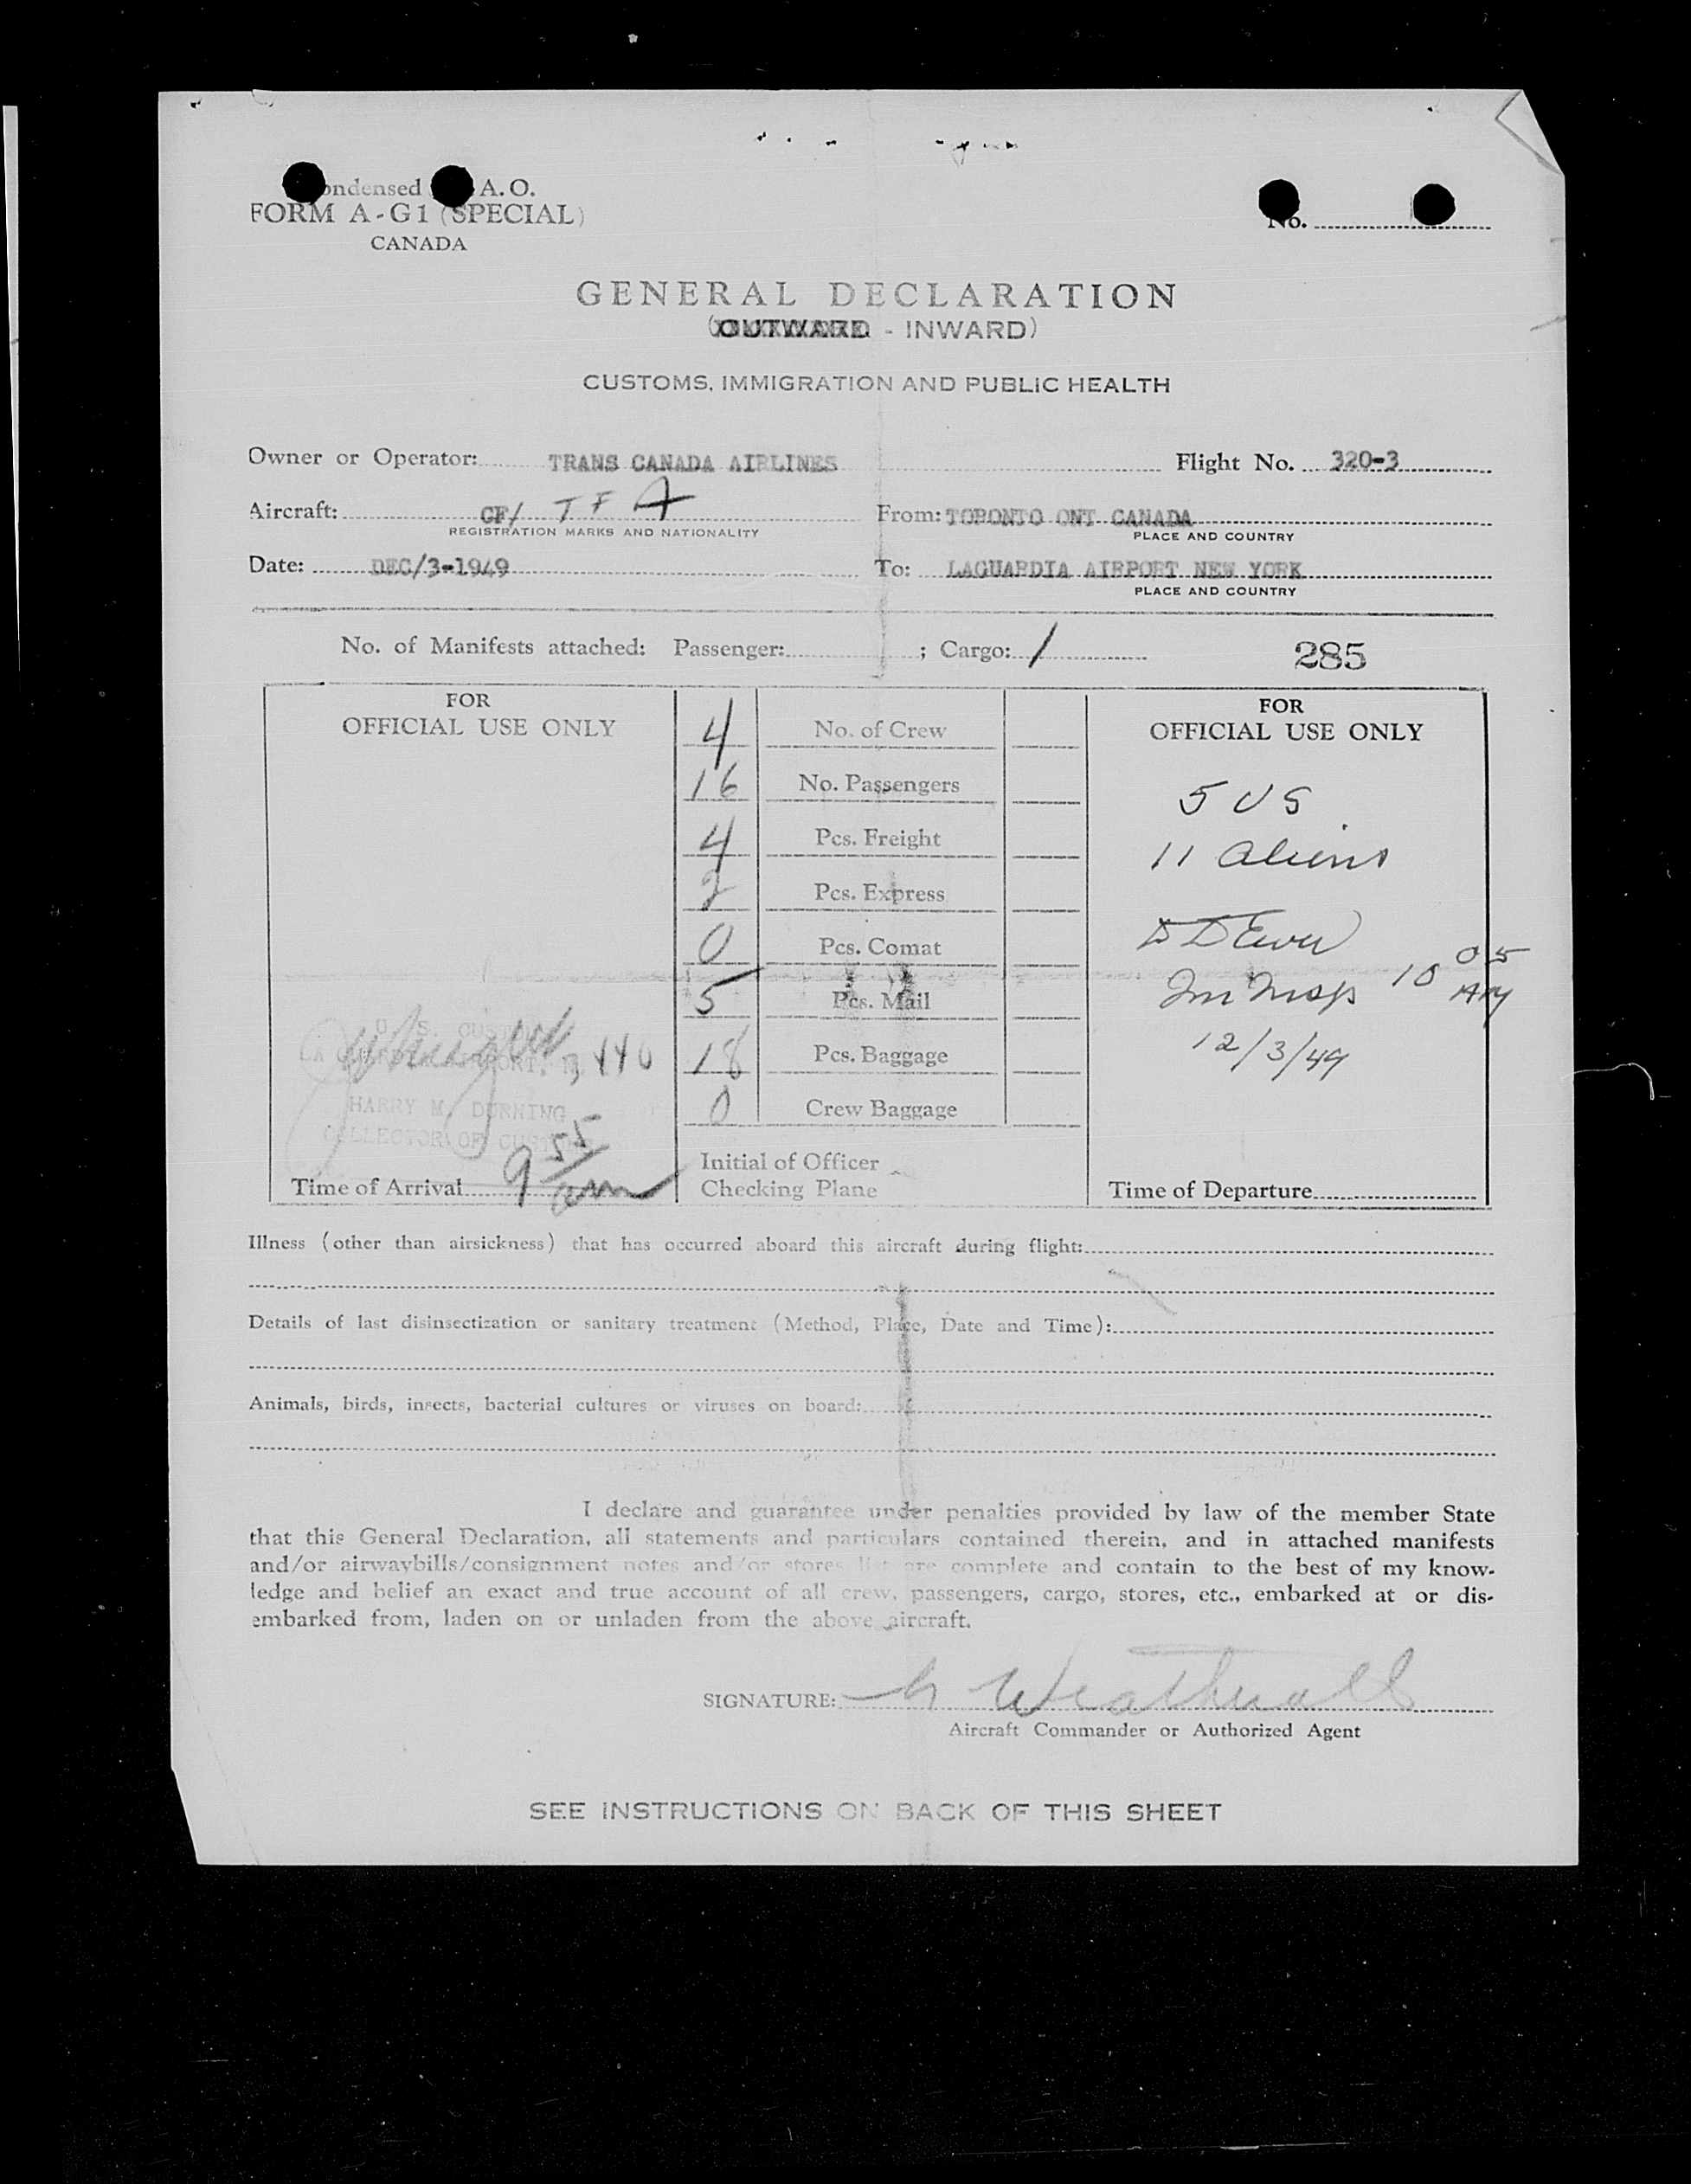 ondensed A. O.
FORM A-G1 (SPECIAL)
CANADA
No.
GENERAL DECLARATION
(OUTWARD - INWARD)
CUSTOMS, IMMIGRATION AND PUBLIC HEALTH
Owner or Operator: TRANS CANADA AIRLINES Flight No. 320-3
Aircraft: CF/ T F A From: TORONTO ONT CANADA
REGISTRATION MARKS AND NATIONALITY PLACE AND COUNTRY
Date: DEC/3-1949 To: LAGUARDIA AIRPORT NEW YORK
PLACE AND COUNTRY
No. of Manifests attached: Passenger: ; Cargo: 1 285
FOR
OFFICIAL USE ONLY
4 No. of Crew
16 No. Passengers
4 Pcs. Freight
2 Pcs. Express
0 Pcs. Comat
5 Pcs. Mail
18 Pcs. Baggage
0 Crew Baggage
U. S. CUSTOMS
LA GUARDIA AIRPORT, N
HARRY M. DURNING
COLLECTOR OF CUSTOMS
Time of Arrival 9 55 am
Initial of Officer
Checking Plane
FOR
OFFICIAL USE ONLY
5 US
11 aliens
Im Insp 10 05 AM
12/3/49
Time of Departure
Illness (other than airsickness) that has occurred aboard this aircraft during flight:
Details of last disinsectization or sanitary treatment (Method, Place, Date and Time):
Animals, birds, insects, bacterial cultures or viruses on board:
I declare and guarantee under penalties provided by law of the member State
that this General Declaration, all statements and particulars contained therein, and in attached manifests
and/or airwaybills/consignment notes and/or stores list are complete and contain to the best of my know-
ledge and belief an exact and true account of all crew, passengers, cargo, stores, etc., embarked at or dis-
embarked from, laden on or unladen from the above aircraft.
SIGNATURE:
Aircraft Commander or Authorized Agent
SEE INSTRUCTIONS ON BACK OF THIS SHEET